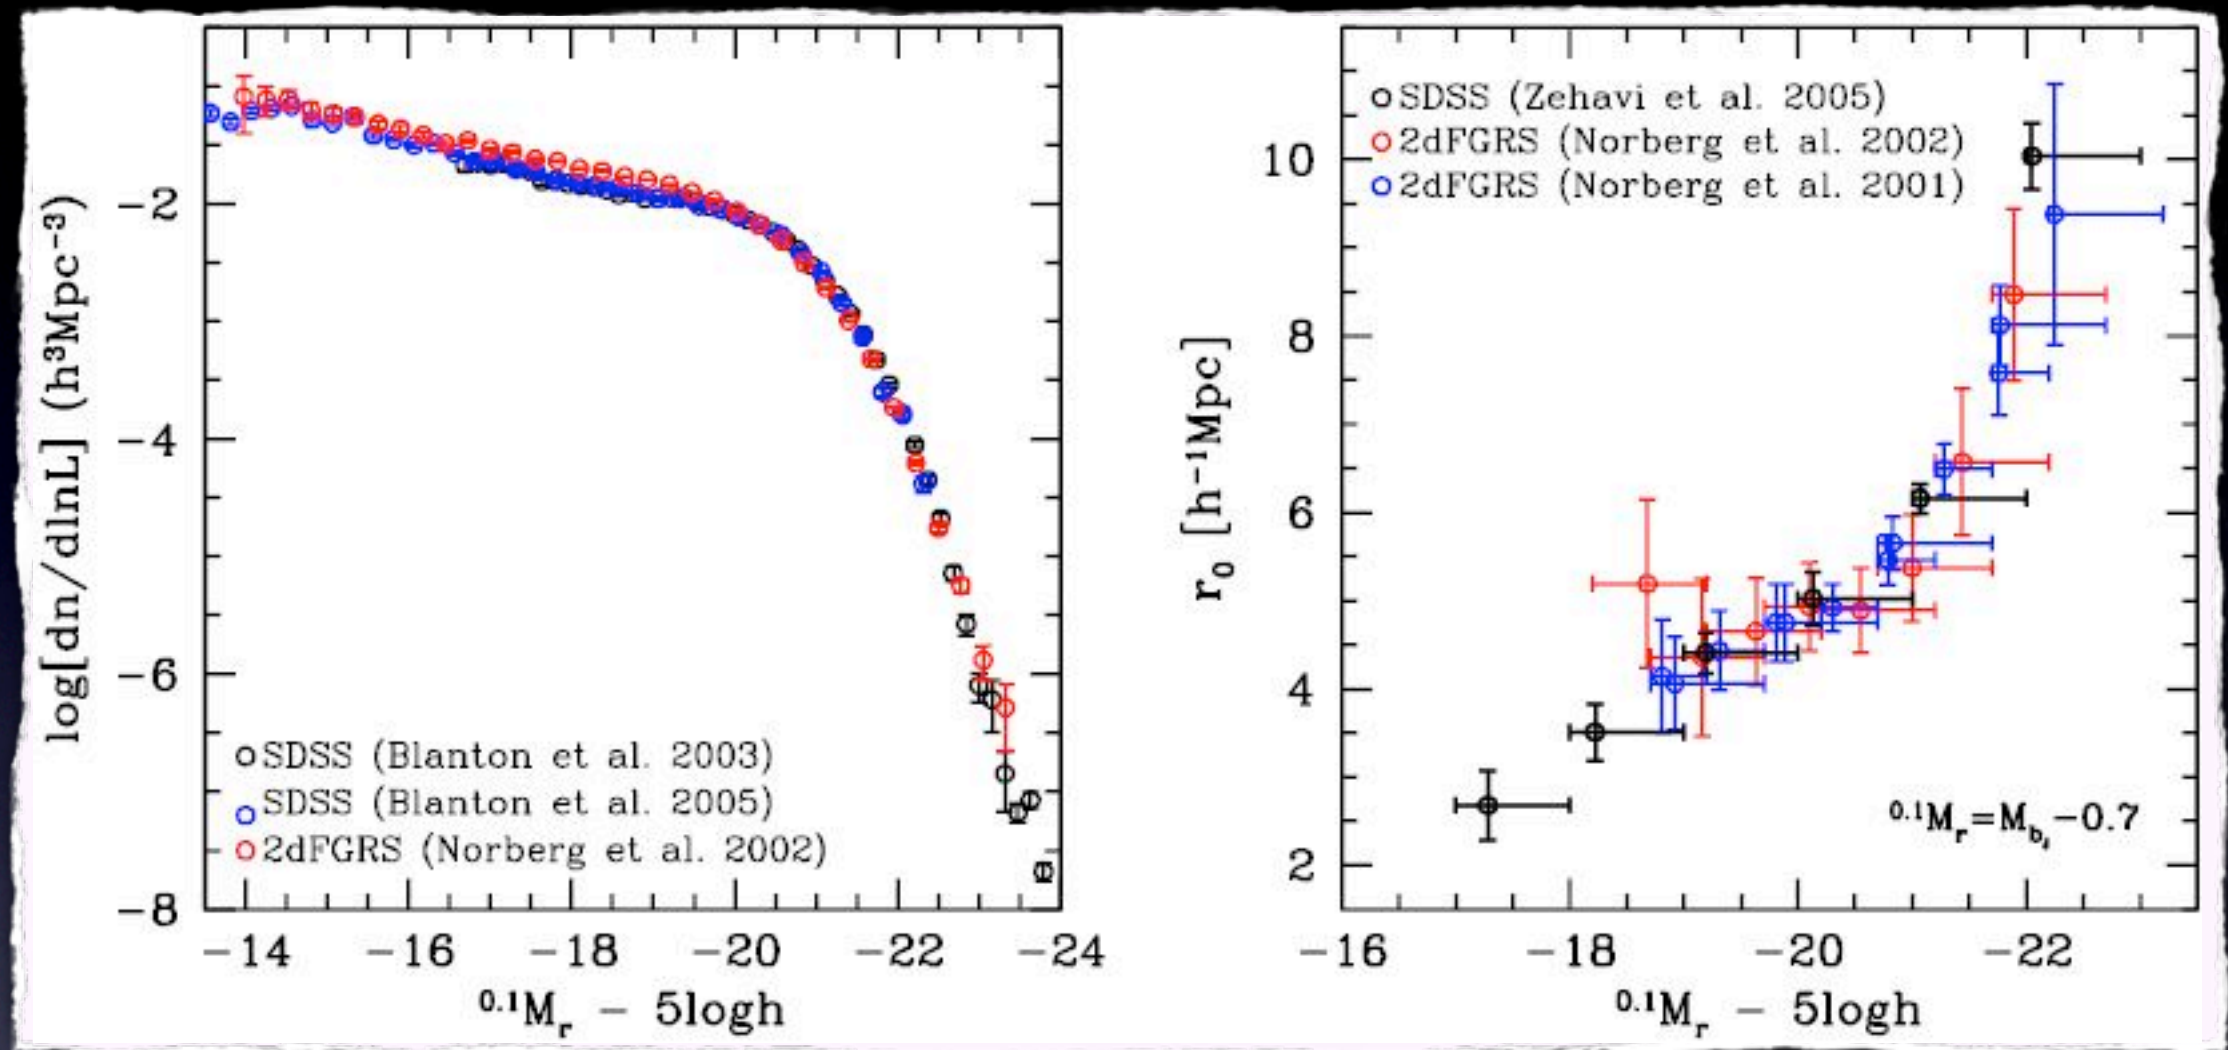 log[dn/dlnL] (h³Mpc⁻³)
−2
−4
−6
−8
SDSS (Blanton et al. 2003)
SDSS (Blanton et al. 2005)
2dFGRS (Norberg et al. 2002)
−14 −16 −18 −20 −22 −24
⁰·¹Mᵣ − 5logh
r₀ [h⁻¹Mpc]
10
8
6
4
2
SDSS (Zehavi et al. 2005)
2dFGRS (Norberg et al. 2002)
2dFGRS (Norberg et al. 2001)
⁰·¹Mᵣ=M_bⱼ−0.7
−16 −18 −20 −22
⁰·¹Mᵣ − 5logh